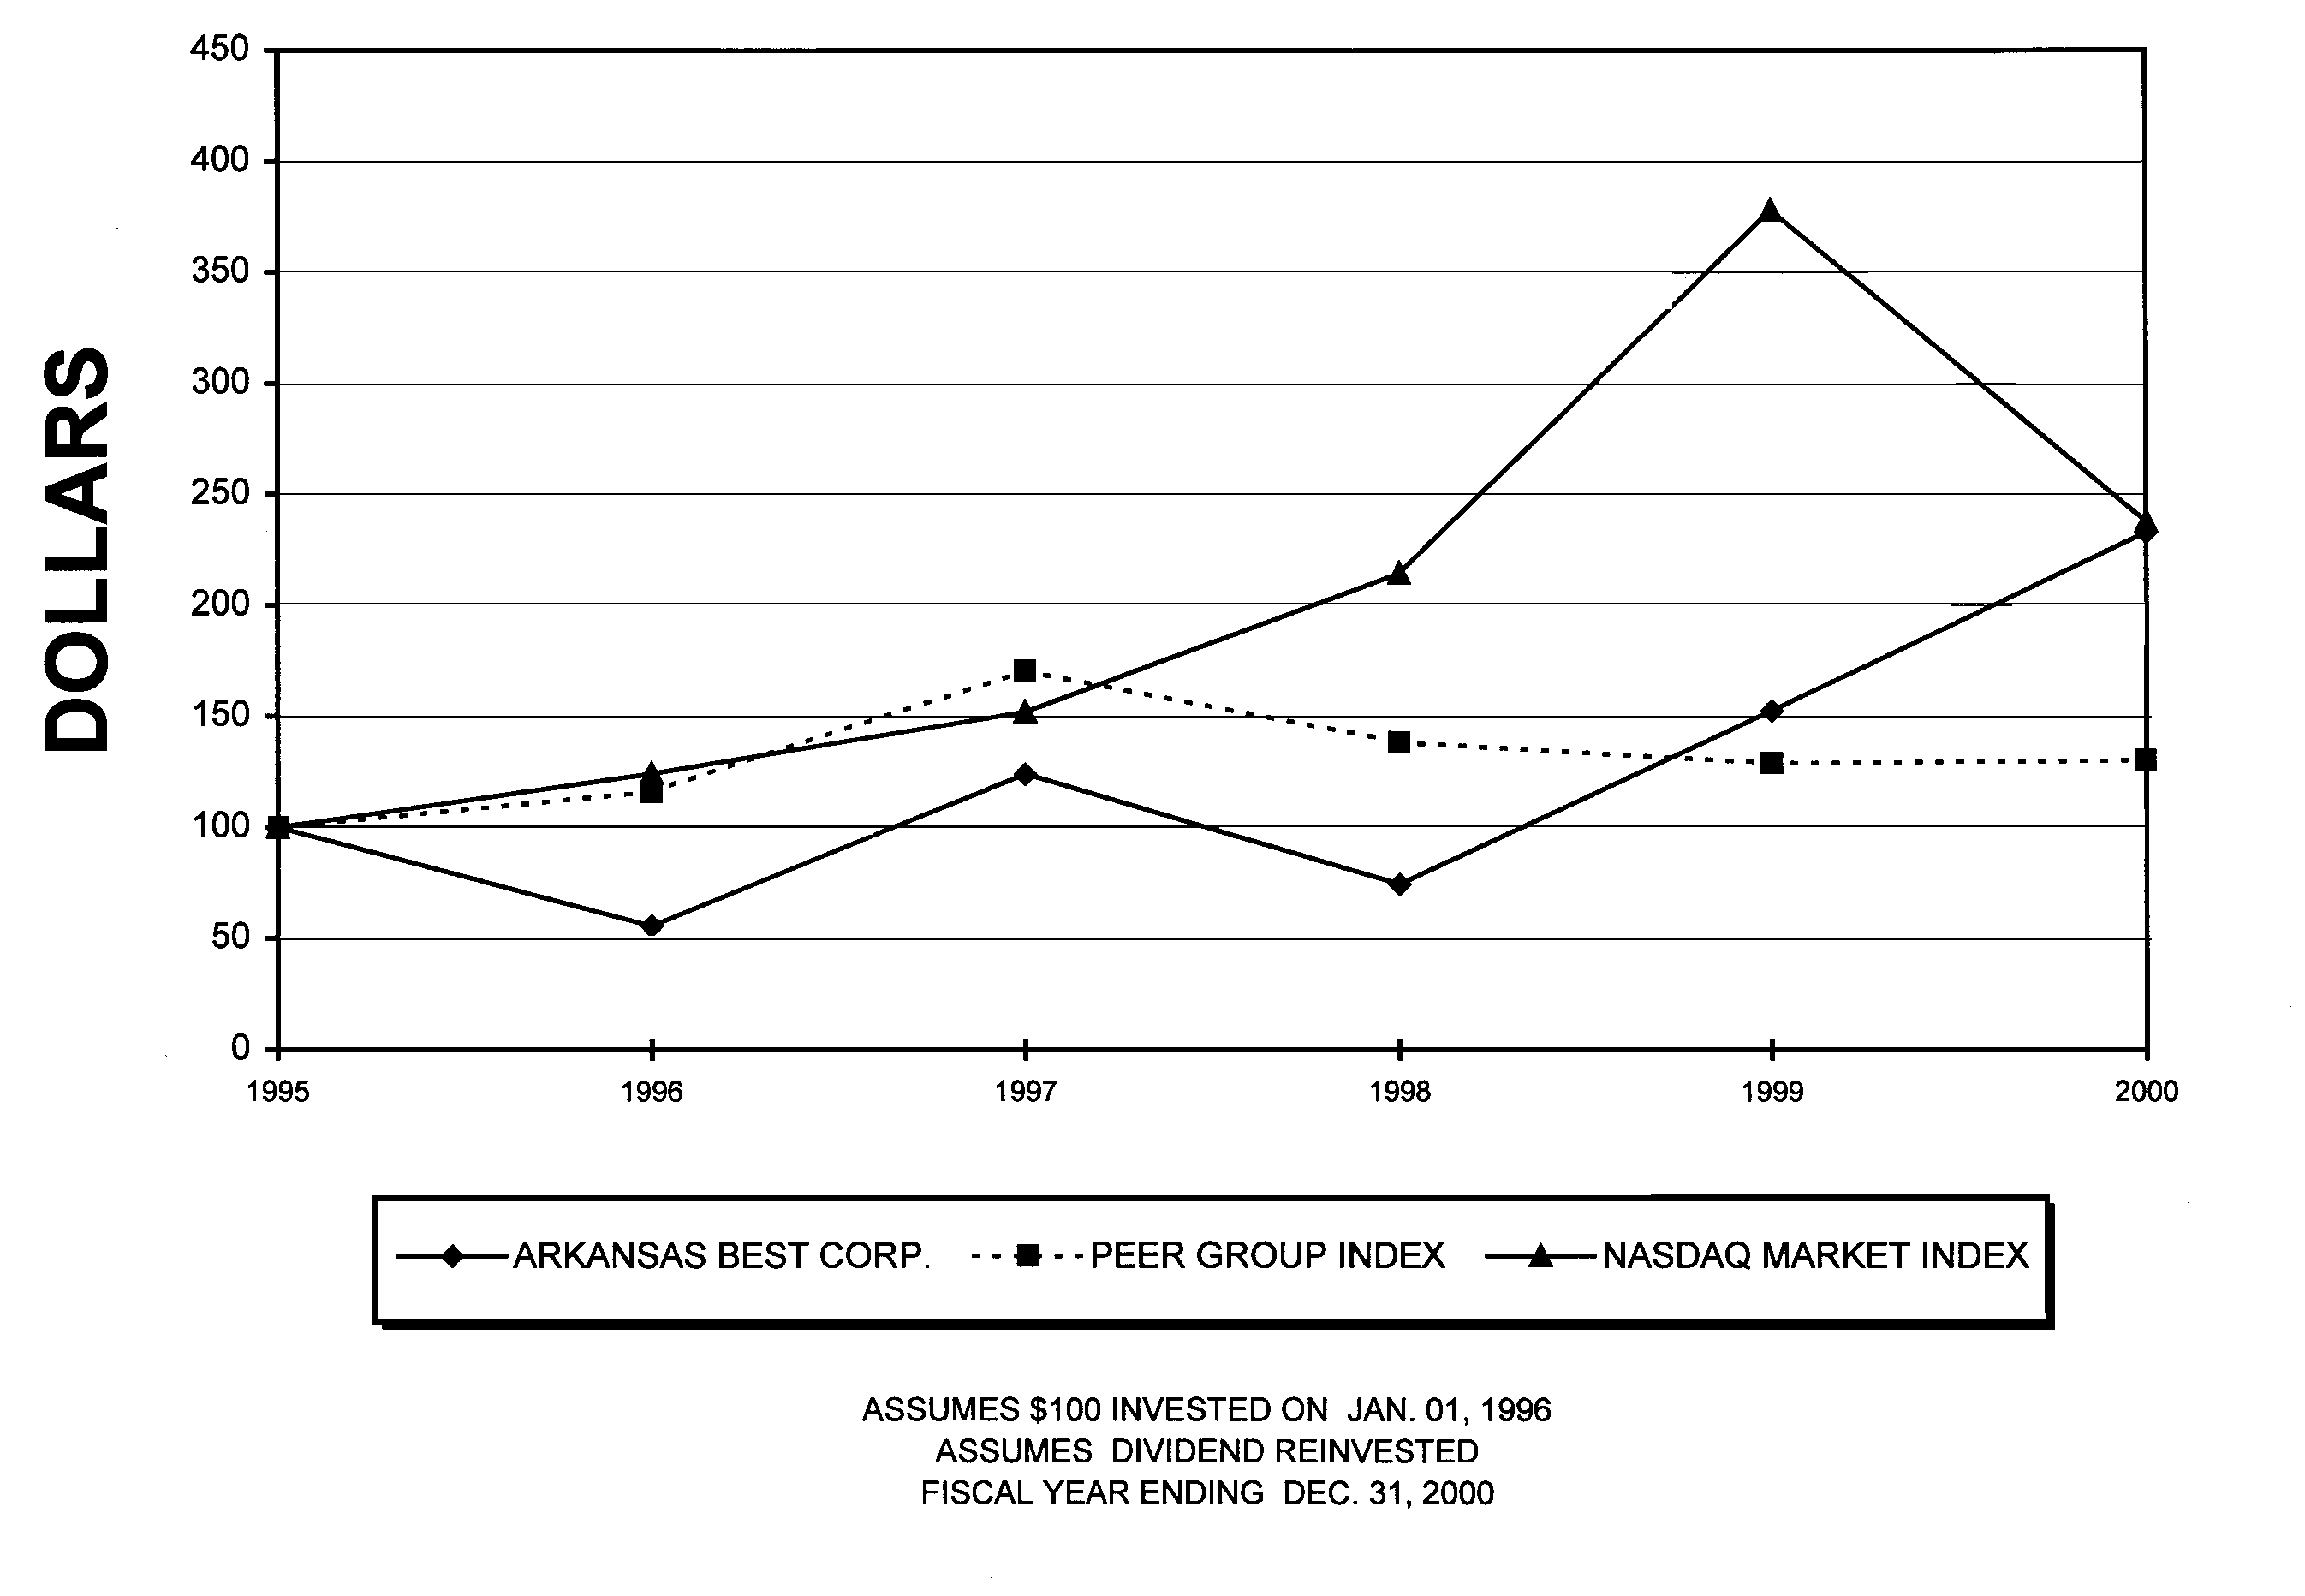 DOLLARS
450
400
350
300
250
200
150
100
50
0
1995 1996 1997 1998 1999 2000
ARKANSAS BEST CORP. PEER GROUP INDEX NASDAQ MARKET INDEX
ASSUMES $100 INVESTED ON JAN. 01, 1996
ASSUMES DIVIDEND REINVESTED
FISCAL YEAR ENDING DEC. 31, 2000